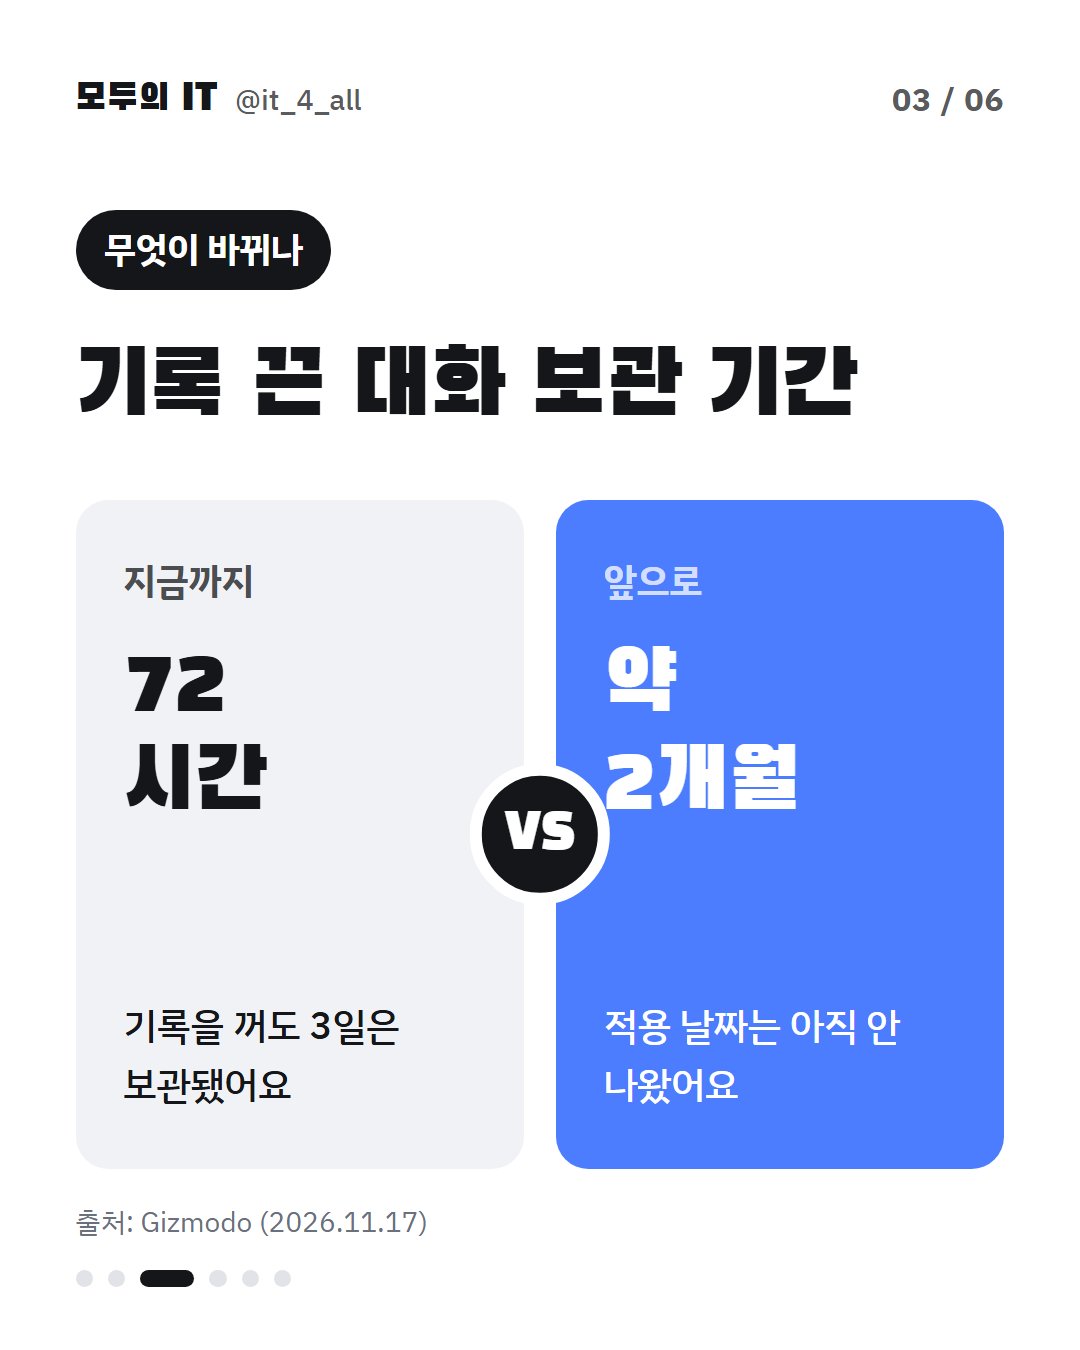 모두의 IT @it_4_all
03 / 06
무엇이 바뀌나
기록 끈 대화 보관 기간
지금까지
72
시간
기록을 꺼도 3일은
보관됐어요
VS
앞으로
약
2개월
적용 날짜는 아직 안
나왔어요
출처: Gizmodo (2026.11.17)